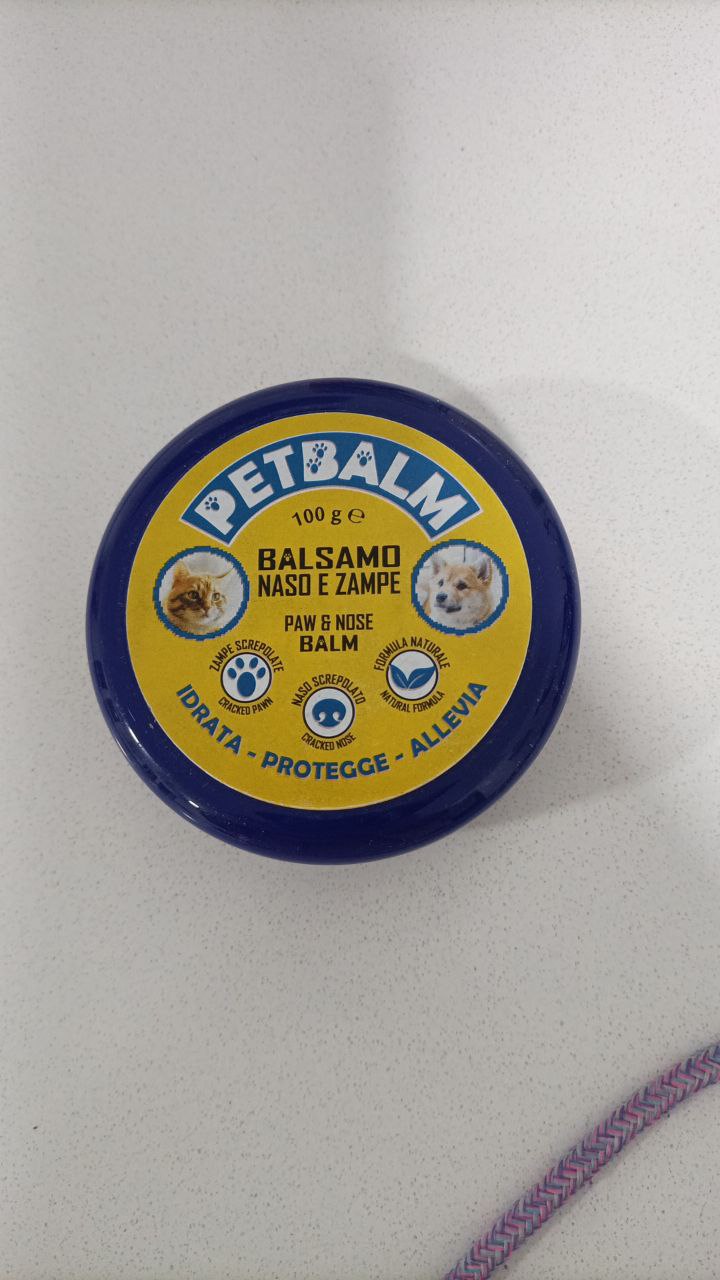 PETBALM
100 g ℮
BALSAMO
NASO E ZAMPE
PAW & NOSE
BALM
ZAMPE SCREPOLATE
CRACKED PAWN
NASO SCREPOLATO
CRACKED NOSE
FORMULA NATURALE
NATURAL FORMULA
IDRATA - PROTEGGE - ALLEVIA